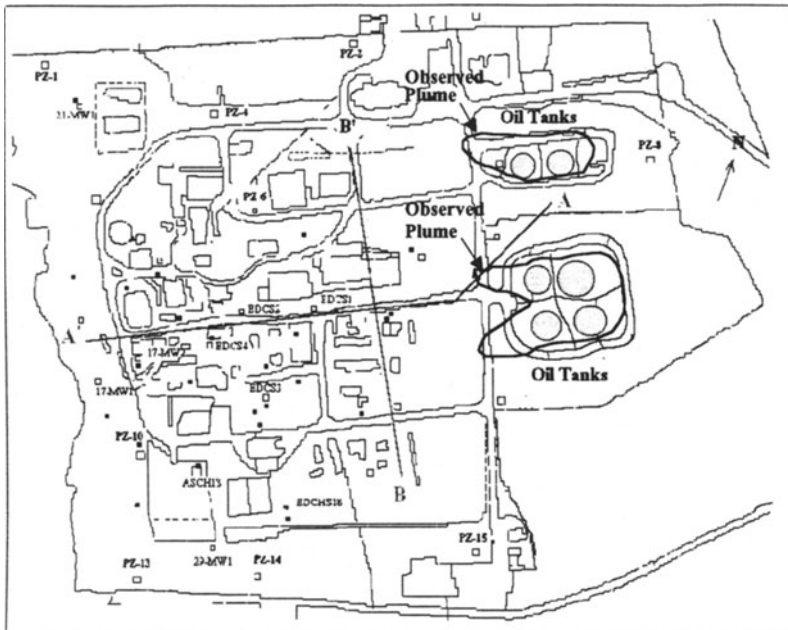 PZ-1
PZ-2
Observed
Plume
21-MW1
PZ-4
Oil Tanks
B'
N
PZ-8
PZ-6
Observed
Plume
A
EDCS2
EDCS1
A'
17-MW2
EDCS4
Oil Tanks
17-MW1
EDCS3
PZ-10
ASCH13
B
EDCHS16
29-MW1
PZ-13
PZ-14
PZ-15